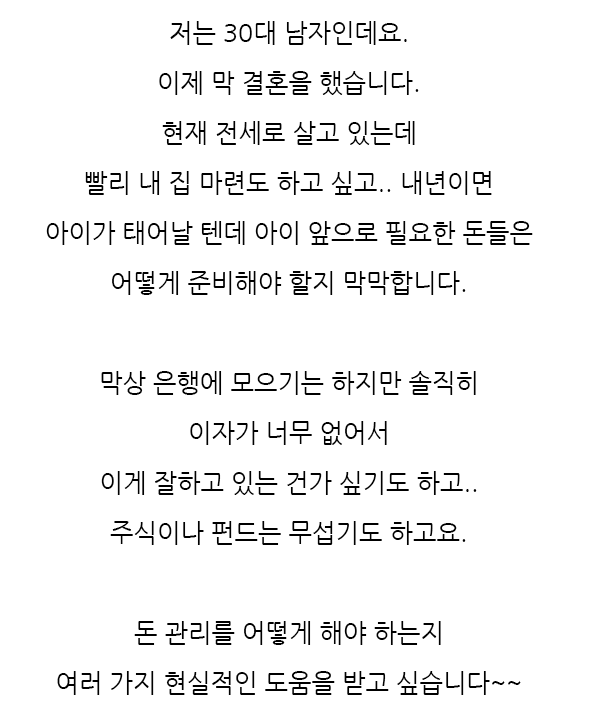 저는 30대 남자인데요.
이제 막 결혼을 했습니다.
현재 전세로 살고 있는데
빨리 내 집 마련도 하고 싶고.. 내년이면
아이가 태어날 텐데 아이 앞으로 필요한 돈들은
어떻게 준비해야 할지 막막합니다.
막상 은행에 모으기는 하지만 솔직히
이자가 너무 없어서
이게 잘하고 있는 건가 싶기도 하고..
주식이나 펀드는 무섭기도 하고요.
돈 관리를 어떻게 해야 하는지
여러 가지 현실적인 도움을 받고 싶습니다~~